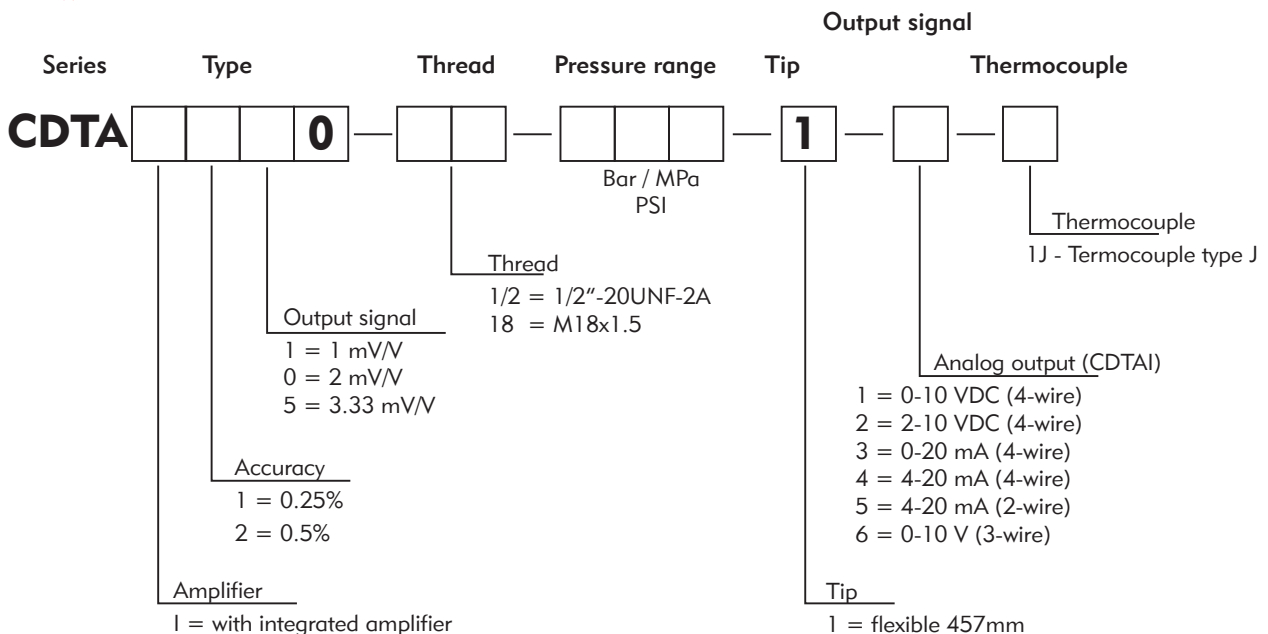 Output signal
Series Type Thread Pressure range Tip Thermocouple
CDTA 0 — — — 1 — —
Bar / MPa
PSI
Thermocouple
1J - Termocouple type J
Thread
1/2 = 1/2"-20UNF-2A
18 = M18x1.5
Output signal
1 = 1 mV/V
0 = 2 mV/V
5 = 3.33 mV/V
Analog output (CDTAI)
1 = 0-10 VDC (4-wire)
2 = 2-10 VDC (4-wire)
3 = 0-20 mA (4-wire)
4 = 4-20 mA (4-wire)
5 = 4-20 mA (2-wire)
6 = 0-10 V (3-wire)
Accuracy
1 = 0.25%
2 = 0.5%
Amplifier
I = with integrated amplifier
Tip
1 = flexible 457mm